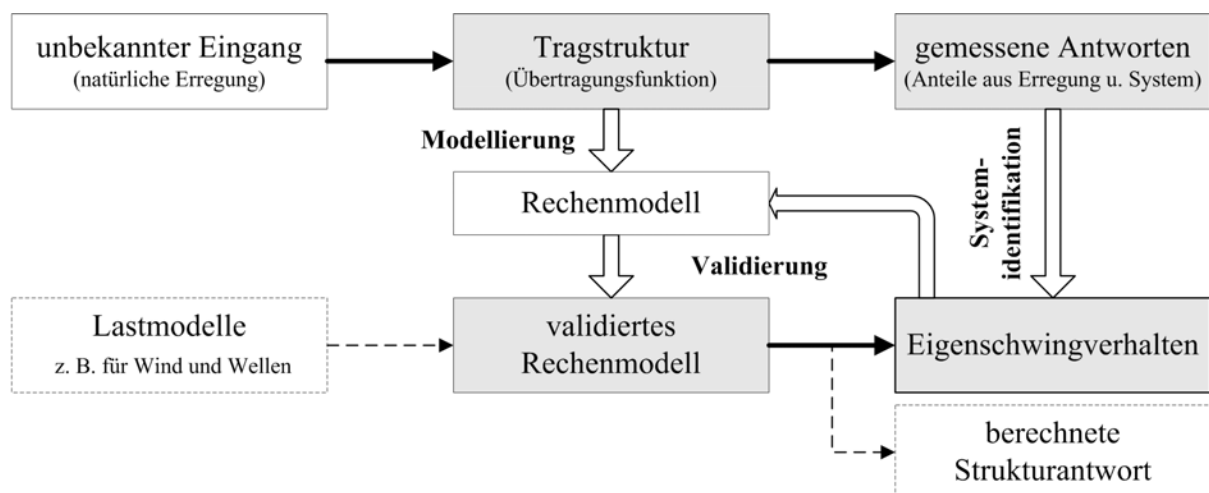 unbekannter Eingang
(natürliche Erregung)
Tragstruktur
(Übertragungsfunktion)
gemessene Antworten
(Anteile aus Erregung u. System)
Modellierung
System-
identifikation
Rechenmodell
Validierung
Lastmodelle
z. B. für Wind und Wellen
validiertes
Rechenmodell
Eigenschwingverhalten
berechnete
Strukturantwort